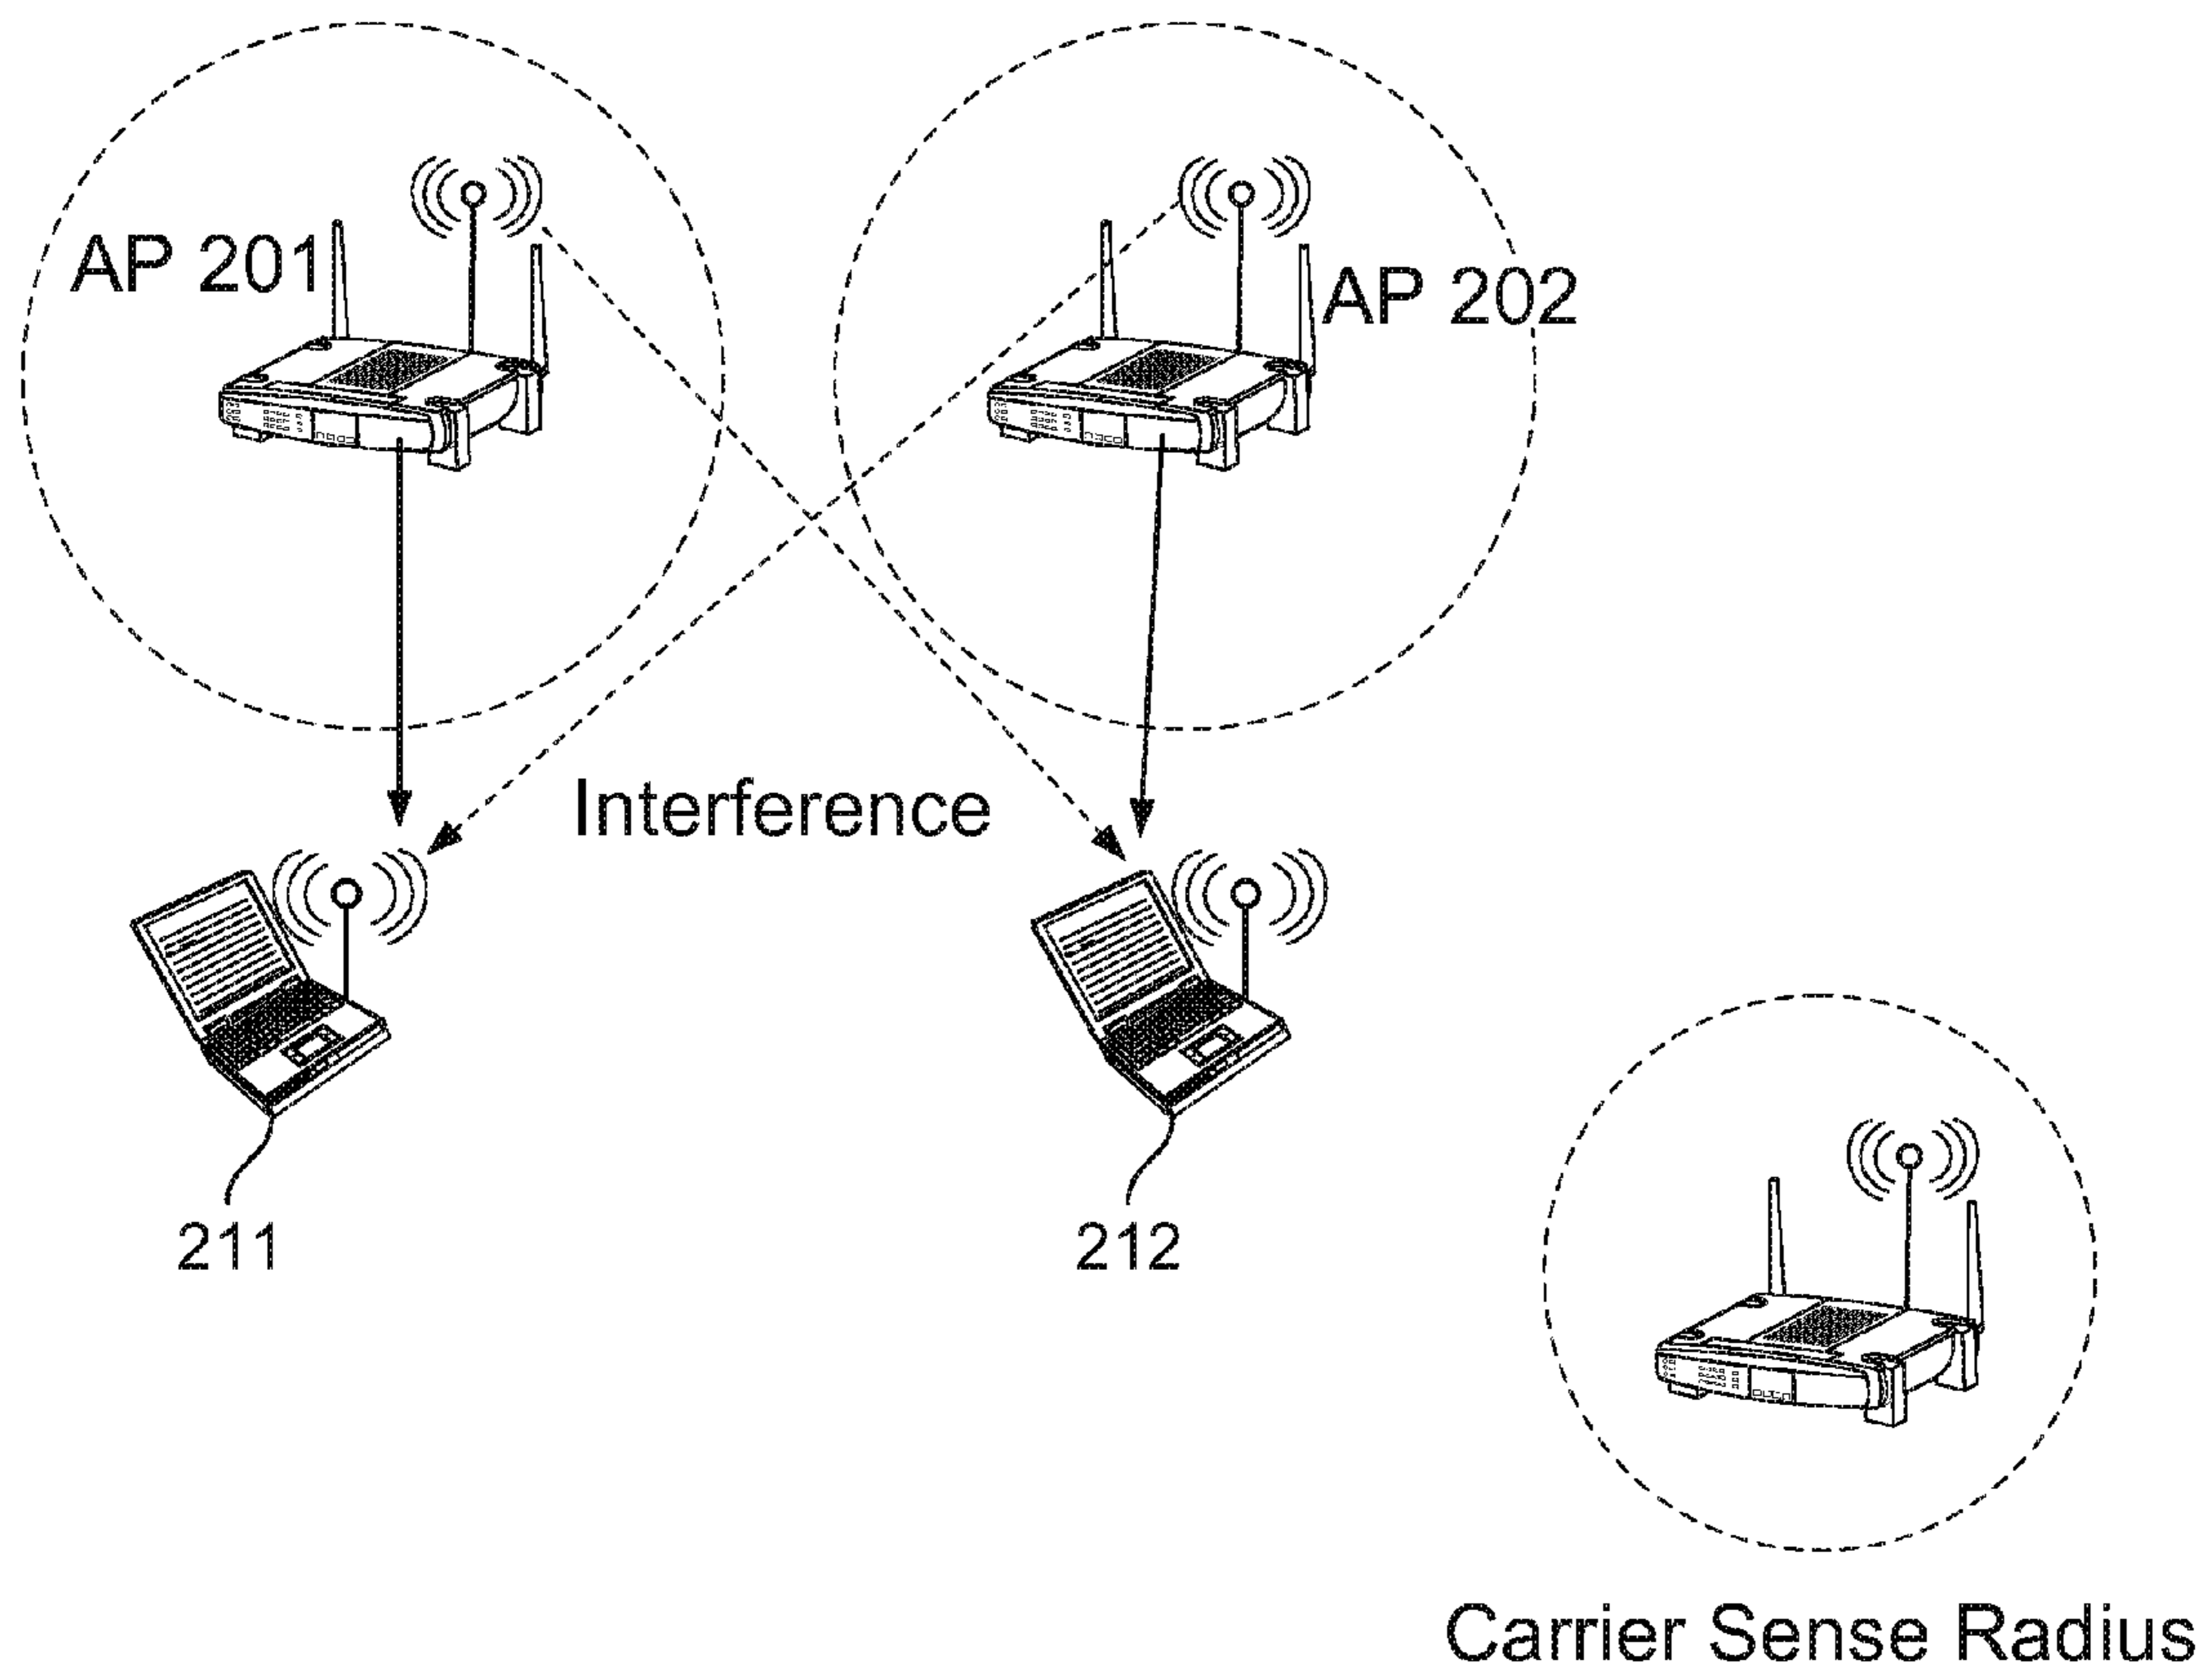 AP 201
AP 202
Interference
211
212
Carrier Sense Radius